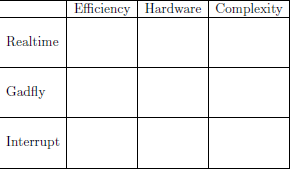 Efficiency Hardware Complexity
Realtime
Gadfly
Interrupt